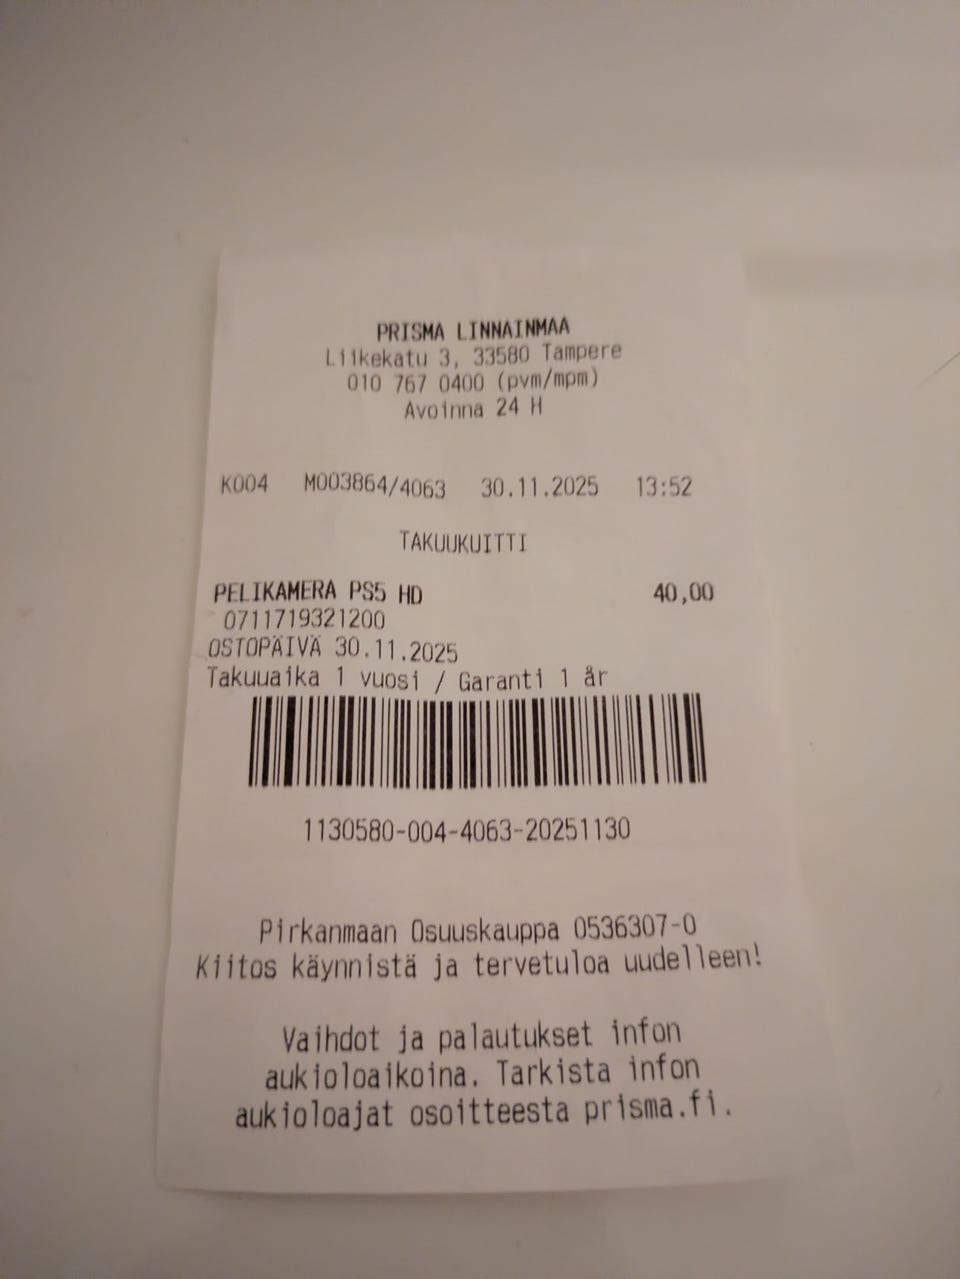 PRISMA LINNAINMAA
Liikekatu 3, 33580 Tampere
010 767 0400 (pvm/mpm)
Avoinna 24 H
K004 M003864/4063 30.11.2025 13:52
TAKUUKUITTI
PELIKAMERA PS5 HD 40,00
0711719321200
OSTOPÄIVÄ 30.11.2025
Takuuaika 1 vuosi / Garanti 1 år
1130580-004-4063-20251130
Pirkanmaan Osuuskauppa 0536307-0
Kiitos käynnistä ja tervetuloa uudelleen!
Vaihdot ja palautukset infon
aukioloaikoina. Tarkista infon
aukioloajat osoitteesta prisma.fi.